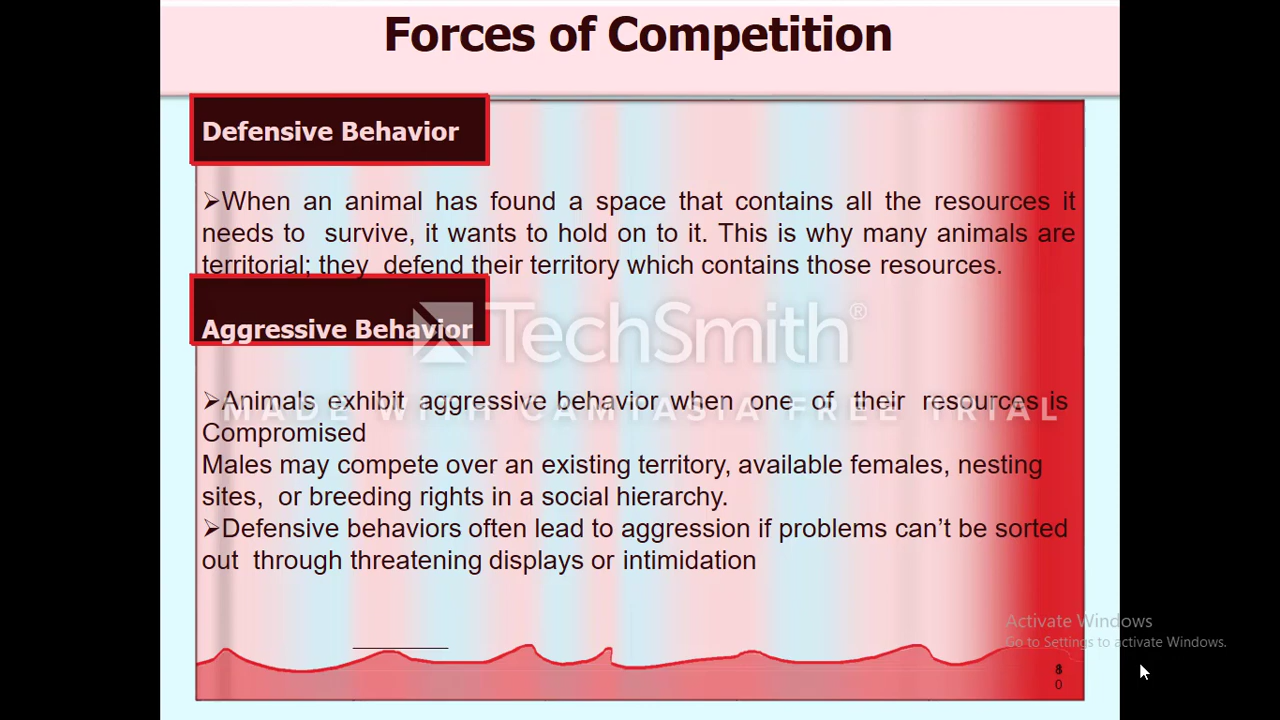 Forces of Competition
Defensive Behavior
➢When an animal has found a space that contains all the resources it
needs to survive, it wants to hold on to it. This is why many animals are
territorial; they defend their territory which contains those resources.
Aggressive Behavior
TechSmith®
➢Animals exhibit aggressive behavior when one of their resources is
MADE WITH CAMTASIA FREE TRIAL
Compromised
Males may compete over an existing territory, available females, nesting
sites, or breeding rights in a social hierarchy.
➢Defensive behaviors often lead to aggression if problems can’t be sorted
out through threatening displays or intimidation
Activate Windows
Go to Settings to activate Windows.
0